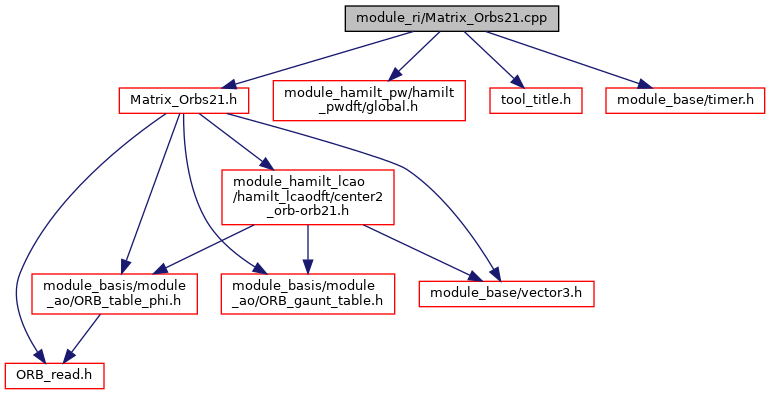 module_ri/Matrix_Orbs21.cpp
Matrix_Orbs21.h
module_hamilt_pw/hamilt
_pwdft/global.h
tool_title.h
module_base/timer.h
module_hamilt_lcao
/hamilt_lcaodft/center2
_orb-orb21.h
module_basis/module
_ao/ORB_table_phi.h
module_basis/module
_ao/ORB_gaunt_table.h
module_base/vector3.h
ORB_read.h